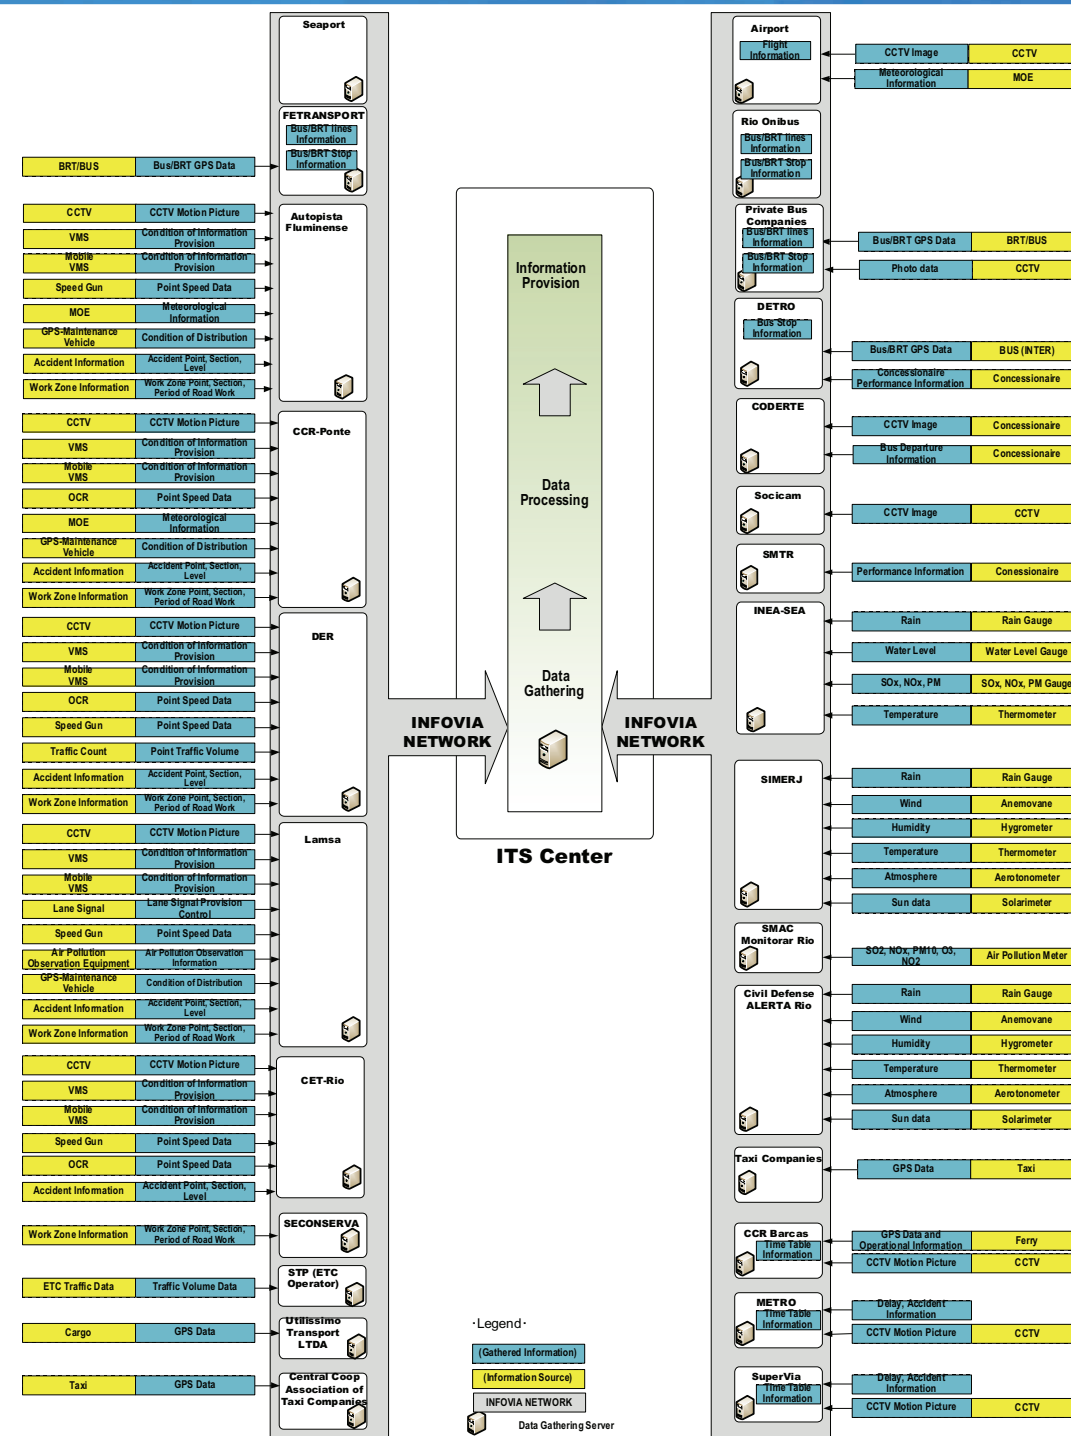 Seaport
FETRANSPORT
Bus/BRT lines
Information
Bus/BRT Stop
Information
BRT/BUS
Bus/BRT GPS Data
Autopista
Fluminense
CCTV
CCTV Motion Picture
VMS
Condition of Information
Provision
Mobile
VMS
Condition of Information
Provision
Speed Gun
Point Speed Data
MOE
Meteorological
Information
GPS-Maintenance
Vehicle
Condition of Distribution
Accident Information
Accident Point, Section,
Level
Work Zone Information
Work Zone Point, Section,
Period of Road Work
CCR-Ponte
CCTV
CCTV Motion Picture
VMS
Condition of Information
Provision
Mobile
VMS
Condition of Information
Provision
OCR
Point Speed Data
MOE
Meteorological
Information
GPS-Maintenance
Vehicle
Condition of Distribution
Accident Information
Accident Point, Section,
Level
Work Zone Information
Work Zone Point, Section,
Period of Road Work
DER
CCTV
CCTV Motion Picture
VMS
Condition of Information
Provision
Mobile
VMS
Condition of Information
Provision
OCR
Point Speed Data
Speed Gun
Point Speed Data
Traffic Count
Point Traffic Volume
Accident Information
Accident Point, Section,
Level
Work Zone Information
Work Zone Point, Section,
Period of Road Work
Lamsa
CCTV
CCTV Motion Picture
VMS
Condition of Information
Provision
Mobile
VMS
Condition of Information
Provision
Lane Signal
Lane Signal Provision
Control
Speed Gun
Point Speed Data
Air Pollution
Observation Equipment
Air Pollution Observation
Information
GPS-Maintenance
Vehicle
Condition of Distribution
Accident Information
Accident Point, Section,
Level
Work Zone Information
Work Zone Point, Section,
Period of Road Work
CET-Rio
CCTV
CCTV Motion Picture
VMS
Condition of Information
Provision
Mobile
VMS
Condition of Information
Provision
Speed Gun
Point Speed Data
OCR
Point Speed Data
Accident Information
Accident Point, Section,
Level
SECONSERVA
Work Zone Information
Work Zone Point, Section,
Period of Road Work
STP (ETC
Operator)
ETC Traffic Data
Traffic Volume Data
Utilissimo
Transport
LTDA
Cargo
GPS Data
Central Coop
Association of
Taxi Companies
Taxi
GPS Data
INFOVIA
NETWORK
Information
Provision
Data
Processing
Data
Gathering
INFOVIA
NETWORK
ITS Center
·Legend·
(Gathered Information)
(Information Source)
INFOVIA NETWORK
Data Gathering Server
Airport
Flight
Information
CCTV Image
CCTV
Meteorological
Information
MOE
Rio Onibus
Bus/BRT lines
Information
Bus/BRT Stop
Information
Private Bus
Companies
Bus/BRT lines
Information
Bus/BRT Stop
Information
Bus/BRT GPS Data
BRT/BUS
Photo data
CCTV
DETRO
Bus Stop
Information
Bus/BRT GPS Data
BUS (INTER)
Concessionaire
Performance Information
Concessionaire
CODERTE
CCTV Image
Concessionaire
Bus Departure
Information
Concessionaire
Socicam
CCTV Image
CCTV
SMTR
Performance Information
Conessionaire
INEA-SEA
Rain
Rain Gauge
Water Level
Water Level Gauge
SOx, NOx, PM
SOx, NOx, PM Gauge
Temperature
Thermometer
SIMERJ
Rain
Rain Gauge
Wind
Anemovane
Humidity
Hygrometer
Temperature
Thermometer
Atmosphere
Aerotonometer
Sun data
Solarimeter
SMAC
Monitorar Rio
SO2, NOx, PM10, O3,
NO2
Air Pollution Meter
Civil Defense
ALERTA Rio
Rain
Rain Gauge
Wind
Anemovane
Humidity
Hygrometer
Temperature
Thermometer
Atmosphere
Aerotonometer
Sun data
Solarimeter
Taxi Companies
GPS Data
Taxi
CCR Barcas
Time Table
Information
GPS Data and
Operational Information
Ferry
CCTV Motion Picture
CCTV
METRO
Time Table
Information
Delay, Accident
Information
CCTV Motion Picture
CCTV
SuperVia
Time Table
Information
Delay, Accident
Information
CCTV Motion Picture
CCTV